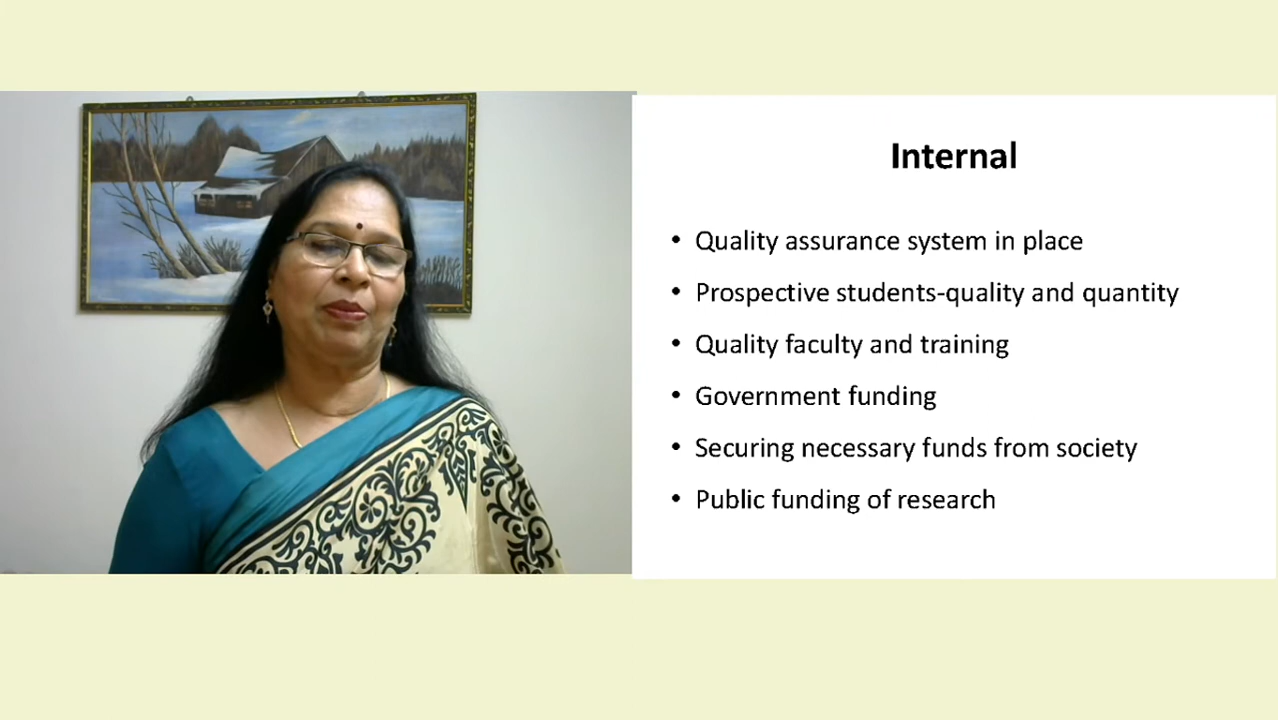 Internal
• Quality assurance system in place
• Prospective students-quality and quantity
• Quality faculty and training
• Government funding
• Securing necessary funds from society
• Public funding of research